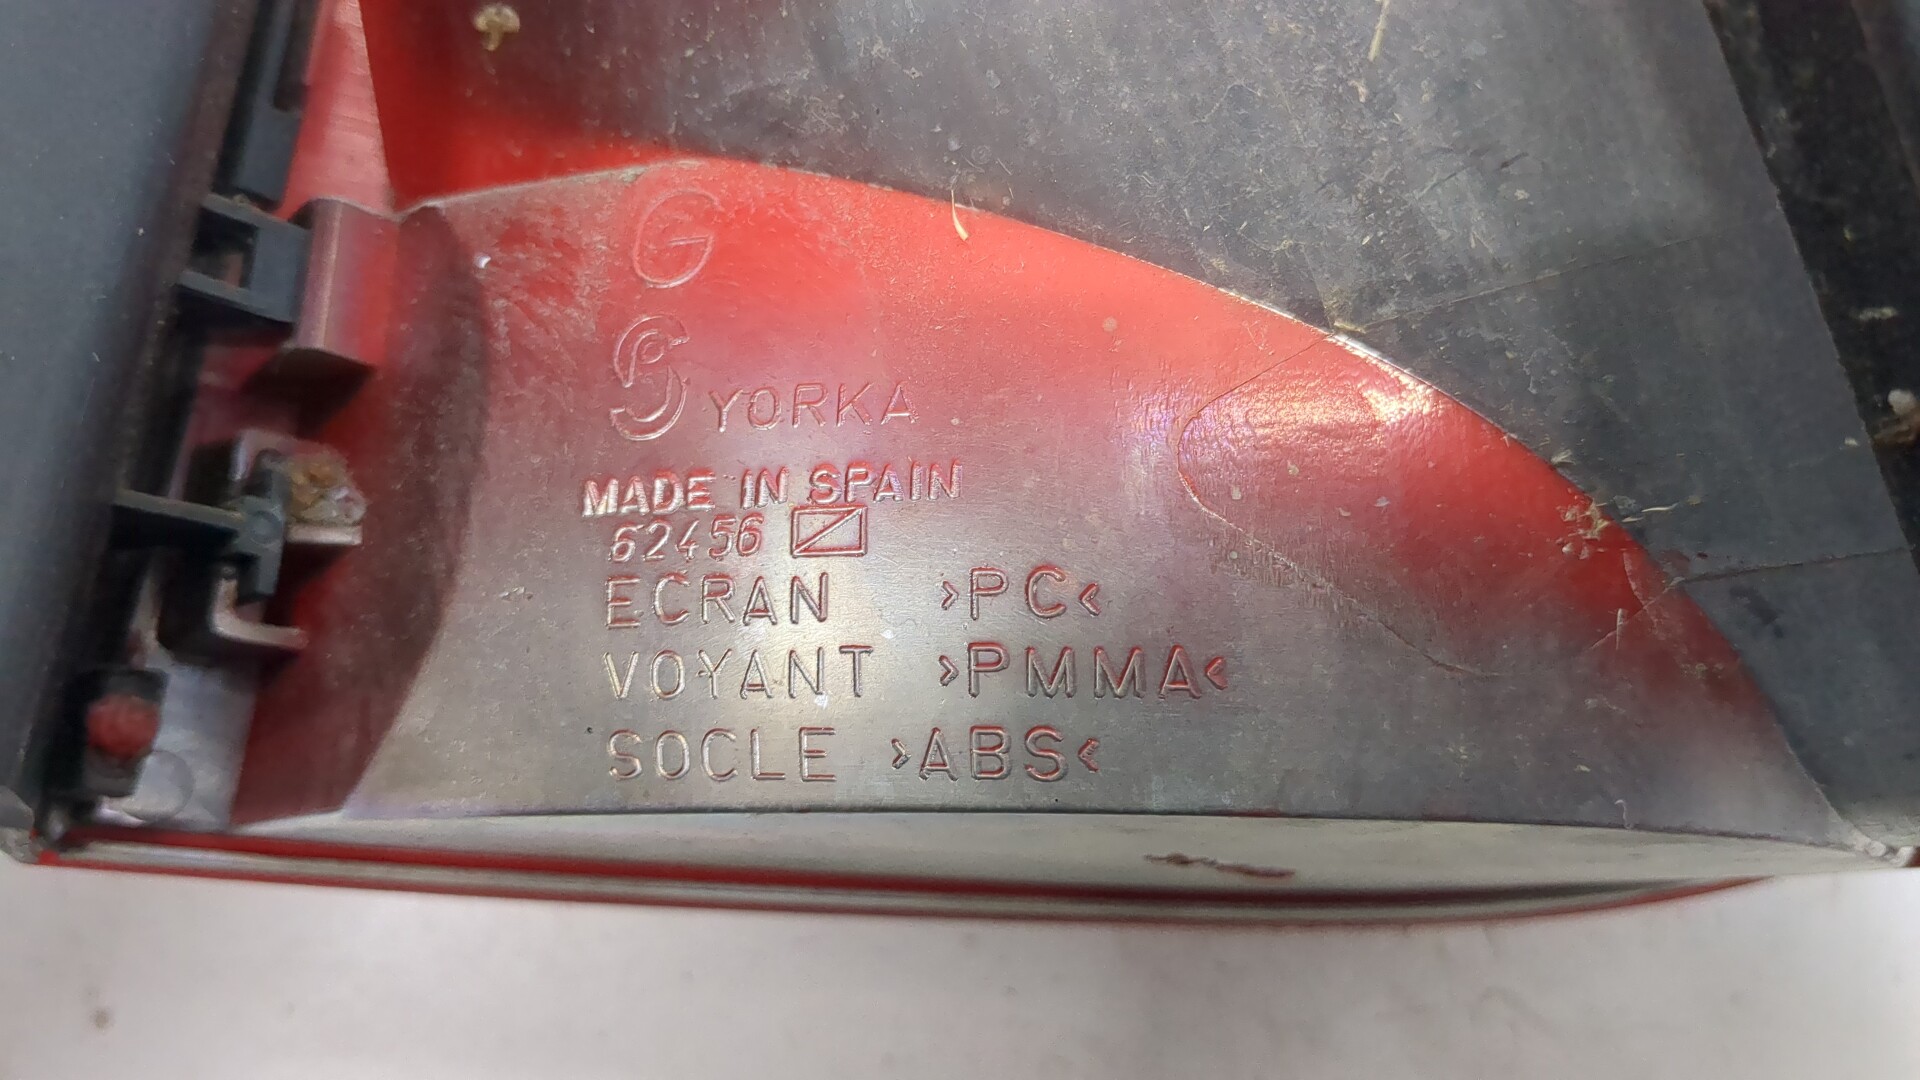 G
YORKA
MADE IN SPAIN
62456
ECRAN >PC<
VOYANT >PMMA<
SOCLE >ABS<